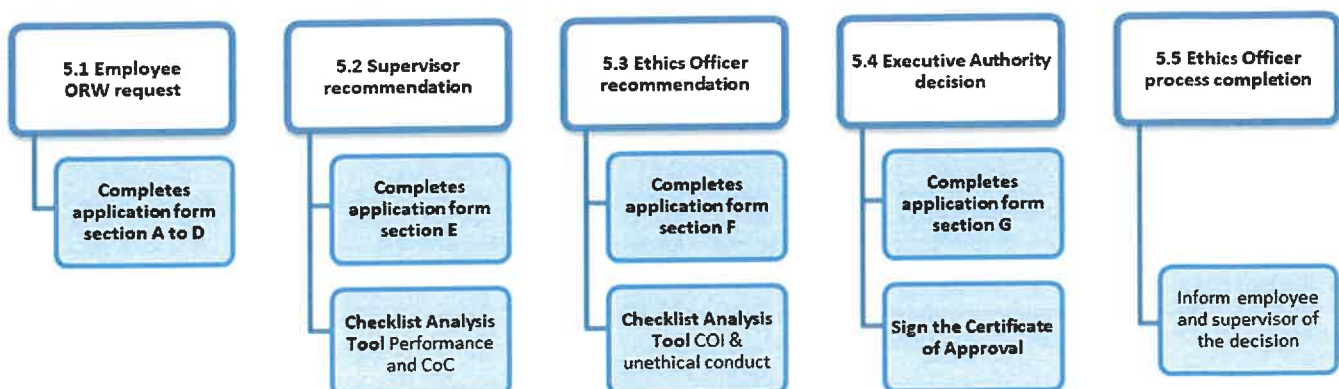 5.1 Employee
ORW request
Completes
application form
section A to D
5.2 Supervisor
recommendation
Completes
application form
section E
Checklist Analysis
Tool Performance
and CoC
5.3 Ethics Officer
recommendation
Completes
application form
section F
Checklist Analysis
Tool COI &
unethical conduct
5.4 Executive Authority
decision
Completes
application form
section G
Sign the Certificate
of Approval
5.5 Ethics Officer
process completion
Inform employee
and supervisor of
the decision